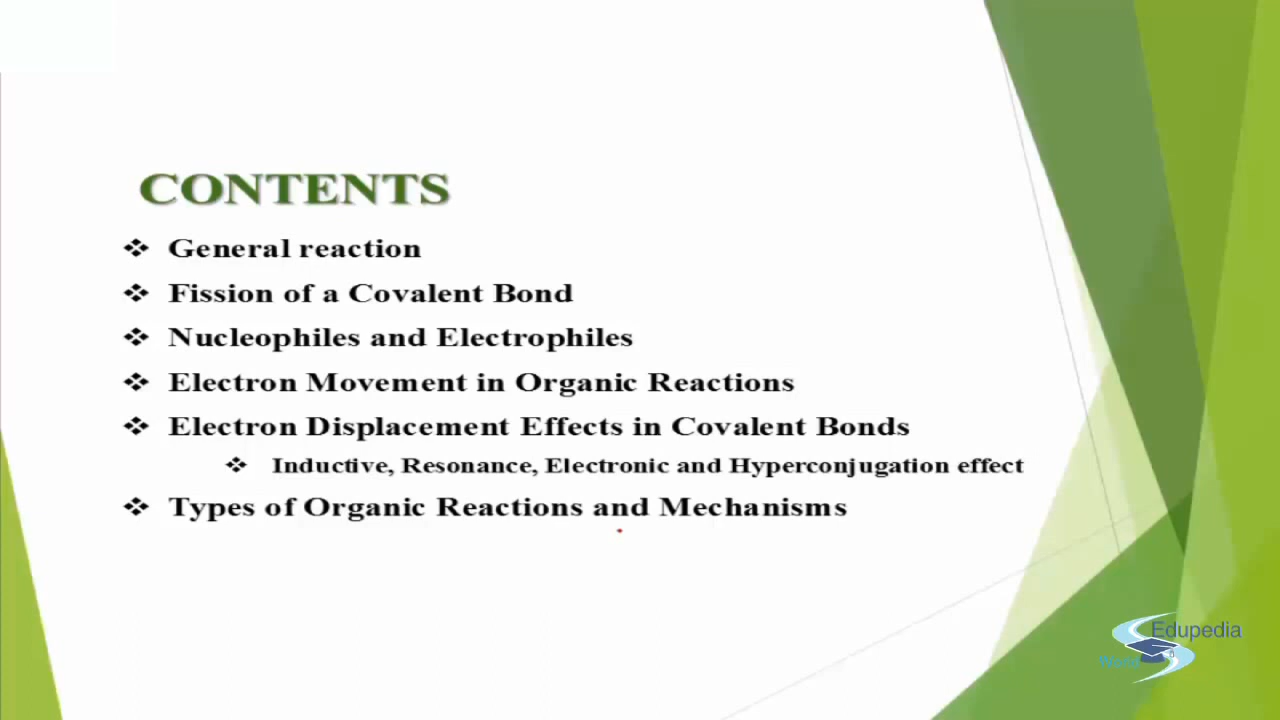 CONTENTS
General reaction
Fission of a Covalent Bond
Nucleophiles and Electrophiles
Electron Movement in Organic Reactions
Electron Displacement Effects in Covalent Bonds
Inductive, Resonance, Electronic and Hyperconjugation effect
Types of Organic Reactions and Mechanisms
Edupedia
World